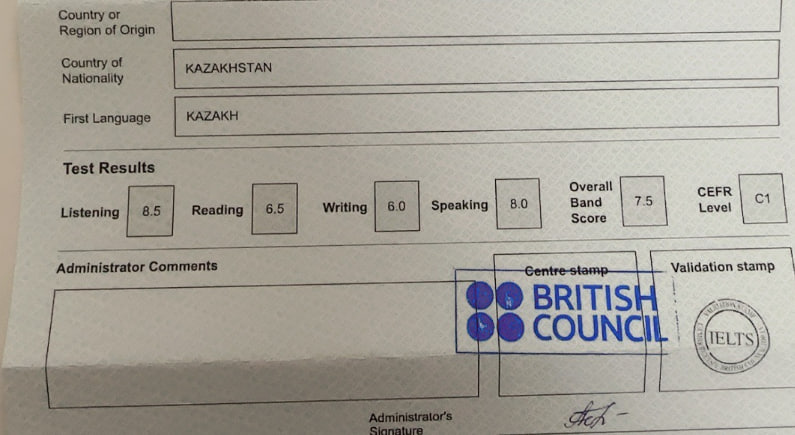 Country or
Region of Origin
Country of
Nationality
KAZAKHSTAN
First Language
KAZAKH
Test Results
Listening 8.5 Reading 6.5 Writing 6.0 Speaking 8.0 Overall Band Score 7.5 CEFR Level C1
Administrator Comments
Centre stamp
Validation stamp
BRITISH
COUNCIL
IELTS
Administrator's
Signature